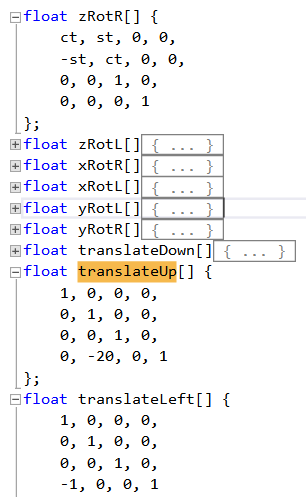 float zRotR[] {
ct, st, 0, 0,
-st, ct, 0, 0,
0, 0, 1, 0,
0, 0, 0, 1
};
float zRotL[] { ... }
float xRotR[] { ... }
float xRotL[] { ... }
float yRotL[] { ... }
float yRotR[] { ... }
float translateDown[] { ... }
float translateUp[] {
1, 0, 0, 0,
0, 1, 0, 0,
0, 0, 1, 0,
0, -20, 0, 1
};
float translateLeft[] {
1, 0, 0, 0,
0, 1, 0, 0,
0, 0, 1, 0,
-1, 0, 0, 1